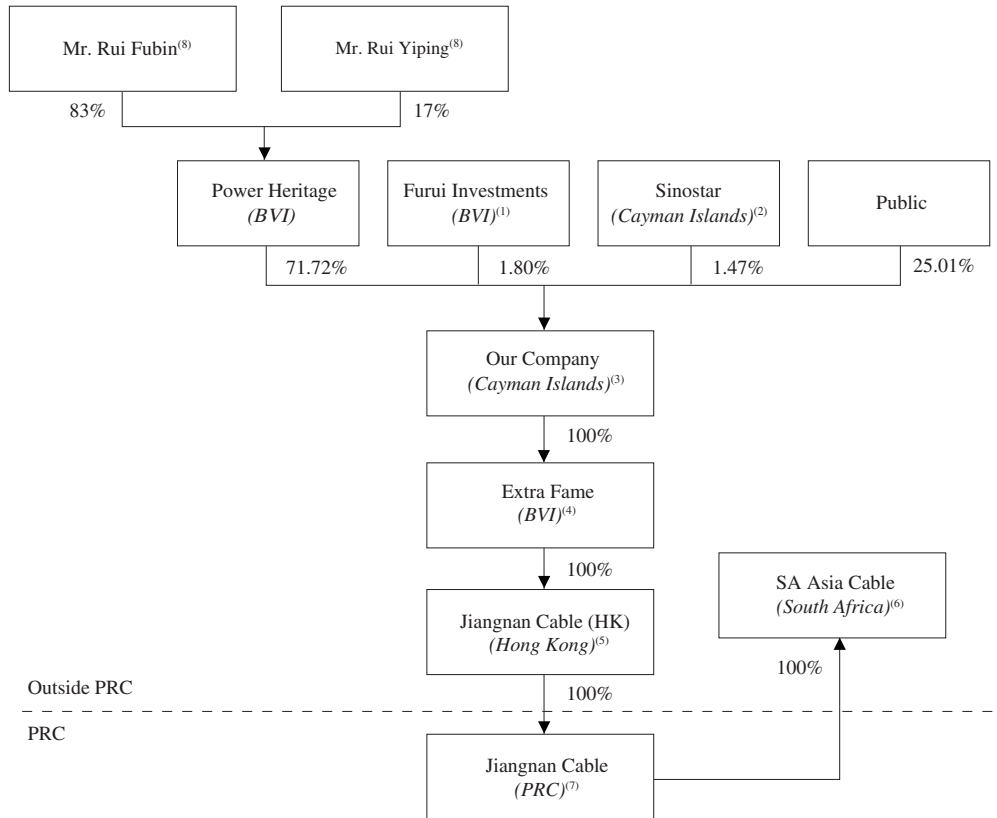 Mr. Rui Fubin(8)
Mr. Rui Yiping(8)
83%
17%
Power Heritage
(BVI)
Furui Investments
(BVI)(1)
Sinostar
(Cayman Islands)(2)
Public
71.72%
1.80%
1.47%
25.01%
Our Company
(Cayman Islands)(3)
100%
Extra Fame
(BVI)(4)
100%
SA Asia Cable
(South Africa)(6)
Jiangnan Cable (HK)
(Hong Kong)(5)
100%
100%
Outside PRC
PRC
Jiangnan Cable
(PRC)(7)